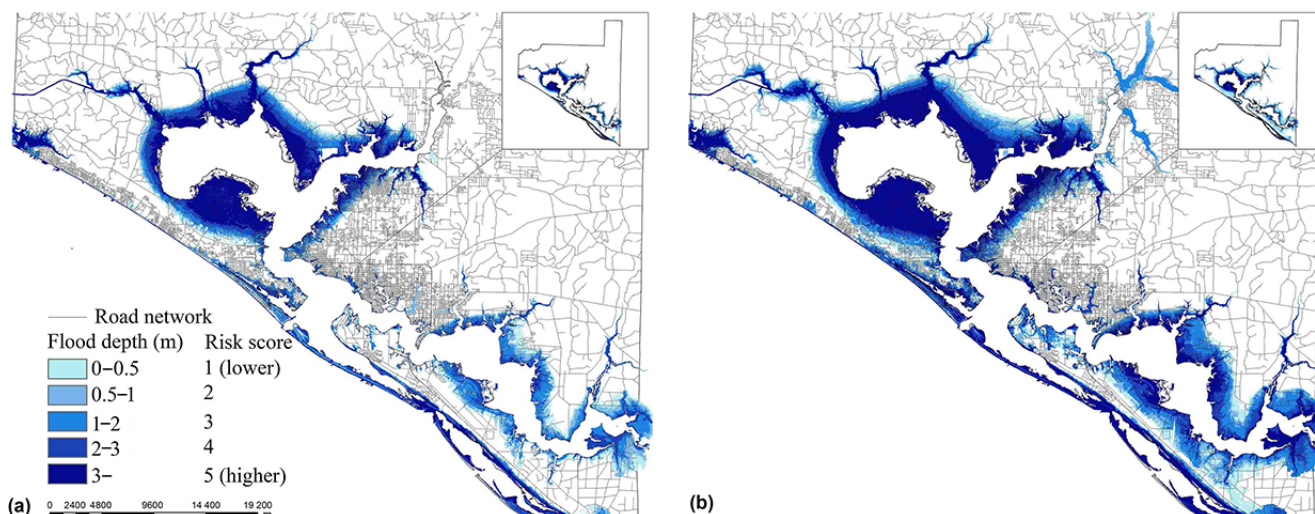 Road network
Flood depth (m) Risk score
0–0.5 1 (lower)
0.5–1 2
1–2 3
2–3 4
3– 5 (higher)
(a) 0 2400 4800 9600 14 400 19 200 m
(b)